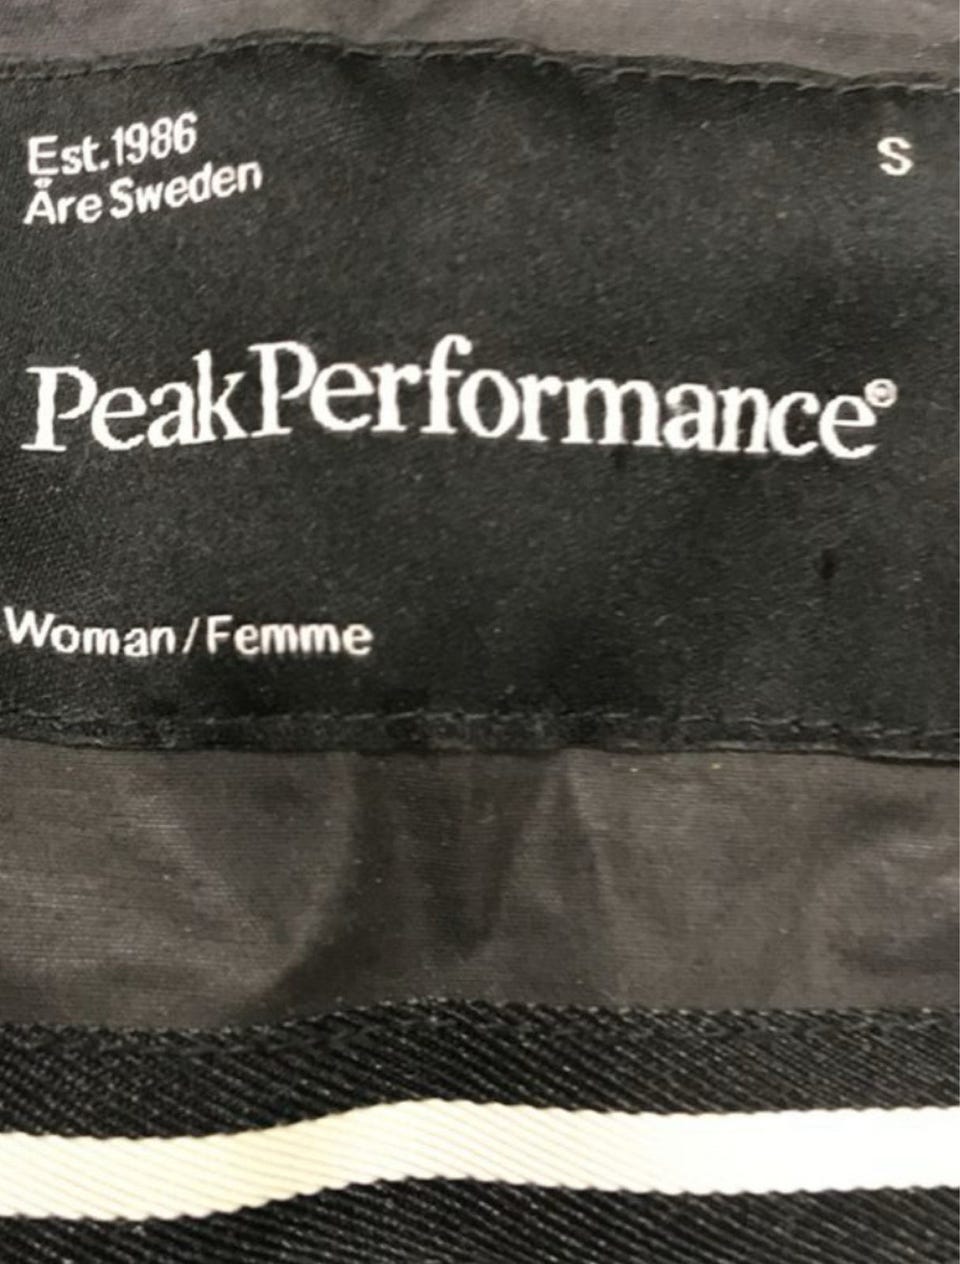 Est.1986
Åre Sweden
S
PeakPerformance®
Woman/Femme